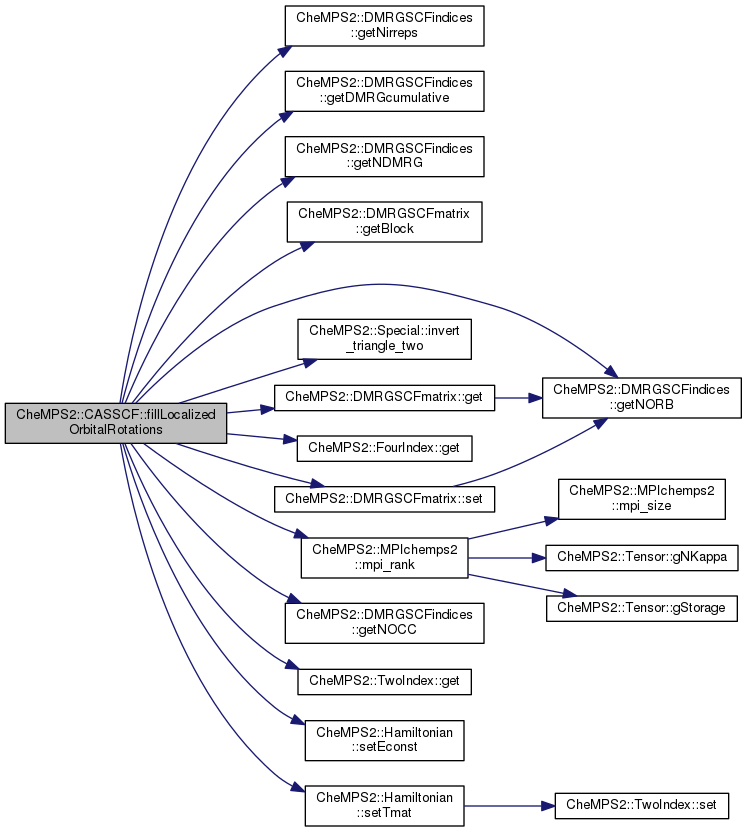 CheMPS2::DMRGSCFindices
::getNirreps
CheMPS2::DMRGSCFindices
::getDMRGcumulative
CheMPS2::DMRGSCFindices
::getNDMRG
CheMPS2::DMRGSCFmatrix
::getBlock
CheMPS2::Special::invert
_triangle_two
CheMPS2::DMRGSCFmatrix::get
CheMPS2::DMRGSCFindices
::getNORB
CheMPS2::CASSCF::fillLocalized
OrbitalRotations
CheMPS2::FourIndex::get
CheMPS2::DMRGSCFmatrix::set
CheMPS2::MPIchemps2
::mpi_size
CheMPS2::MPIchemps2
::mpi_rank
CheMPS2::Tensor::gNKappa
CheMPS2::Tensor::gStorage
CheMPS2::DMRGSCFindices
::getNOCC
CheMPS2::TwoIndex::get
CheMPS2::Hamiltonian
::setEconst
CheMPS2::Hamiltonian
::setTmat
CheMPS2::TwoIndex::set